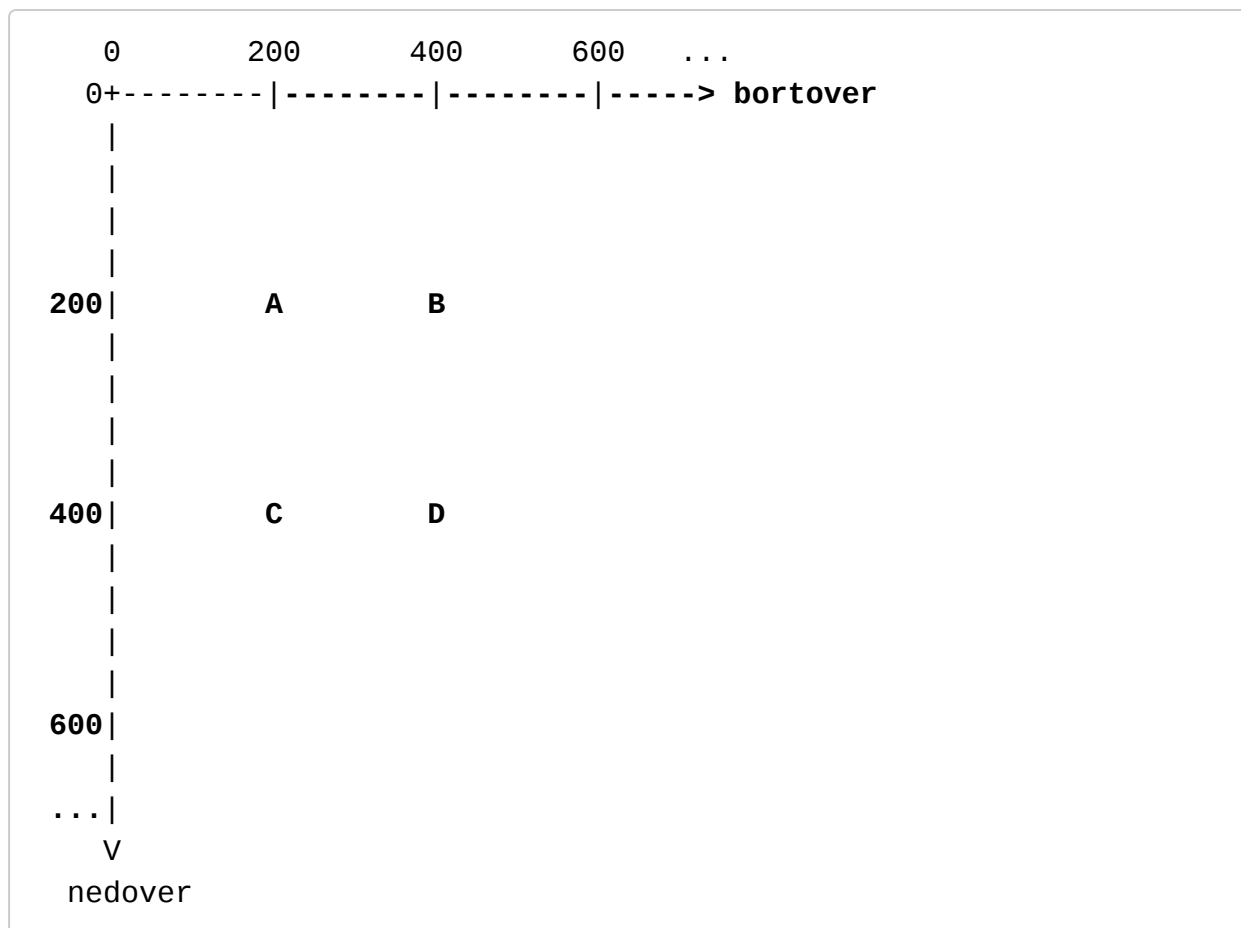 0 200 400 600 ...
0+--------|--------|--------|-----> bortover
|
|
|
|
200| A B
|
|
|
|
400| C D
|
|
|
|
600|
|
...|
V
nedover